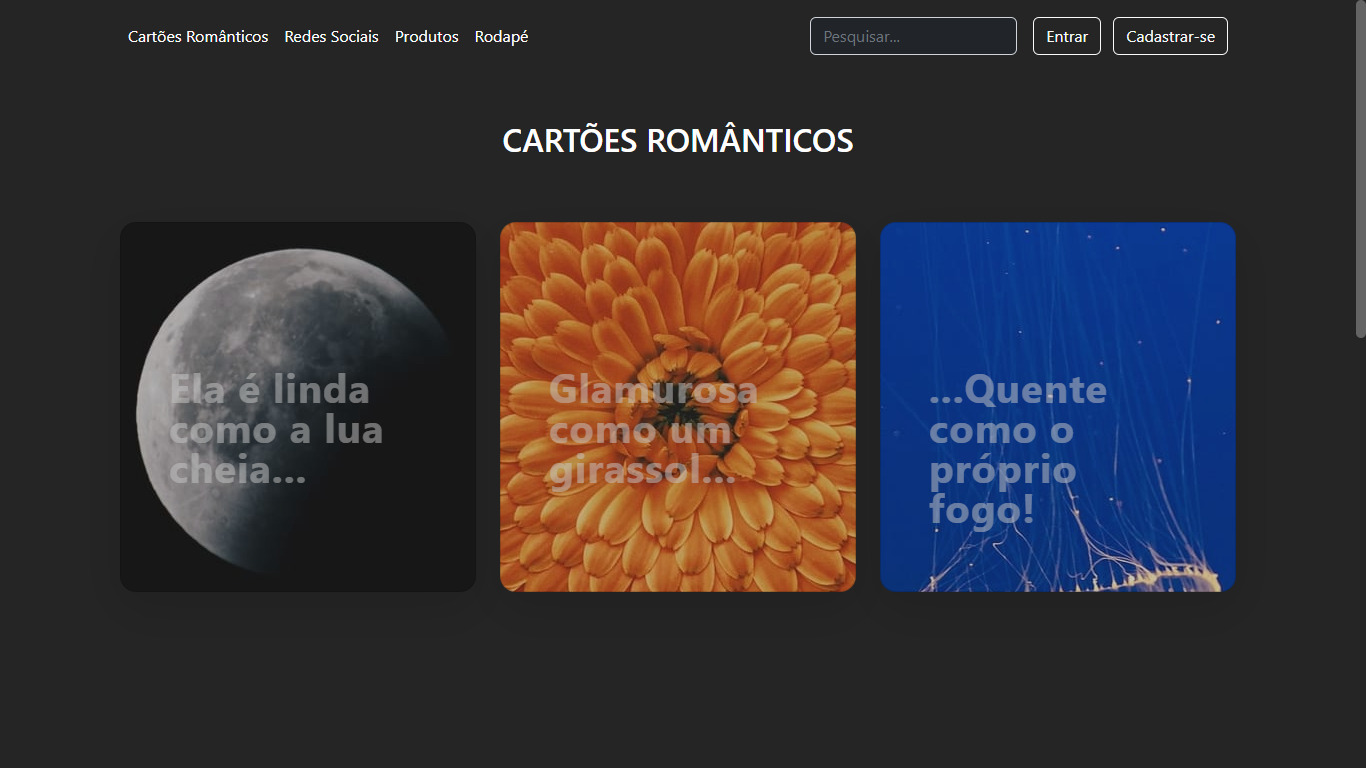 Cartões Românticos Redes Sociais Produtos Rodapé Pesquisar... Entrar Cadastrar-se
CARTÕES ROMÂNTICOS
Ela é linda
como a lua
cheia...
Glamurosa
como um
girassol...
...Quente
como o
próprio
fogo!